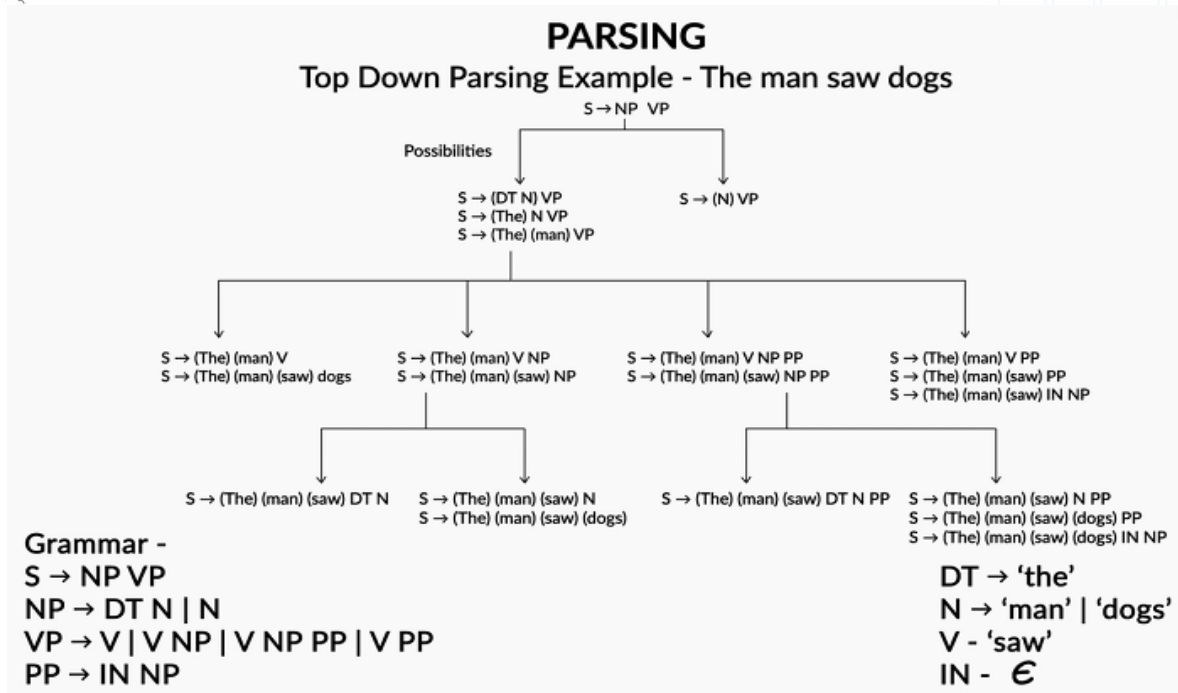 PARSING
Top Down Parsing Example - The man saw dogs
S → NP VP
Possibilities
S → (DT N) VP
S → (The) N VP
S → (The) (man) VP
S → (N) VP
S → (The) (man) V
S → (The) (man) (saw) dogs
S → (The) (man) V NP
S → (The) (man) (saw) NP
S → (The) (man) V NP PP
S → (The) (man) (saw) NP PP
S → (The) (man) V PP
S → (The) (man) (saw) PP
S → (The) (man) (saw) IN NP
S → (The) (man) (saw) DT N
S → (The) (man) (saw) N
S → (The) (man) (saw) (dogs)
S → (The) (man) (saw) DT N PP
S → (The) (man) (saw) N PP
S → (The) (man) (saw) (dogs) PP
S → (The) (man) (saw) (dogs) IN NP
Grammar -
S → NP VP
NP → DT N | N
VP → V | V NP | V NP PP | V PP
PP → IN NP
DT → ‘the’
N → ‘man’ | ‘dogs’
V - ‘saw’
IN - ϵ